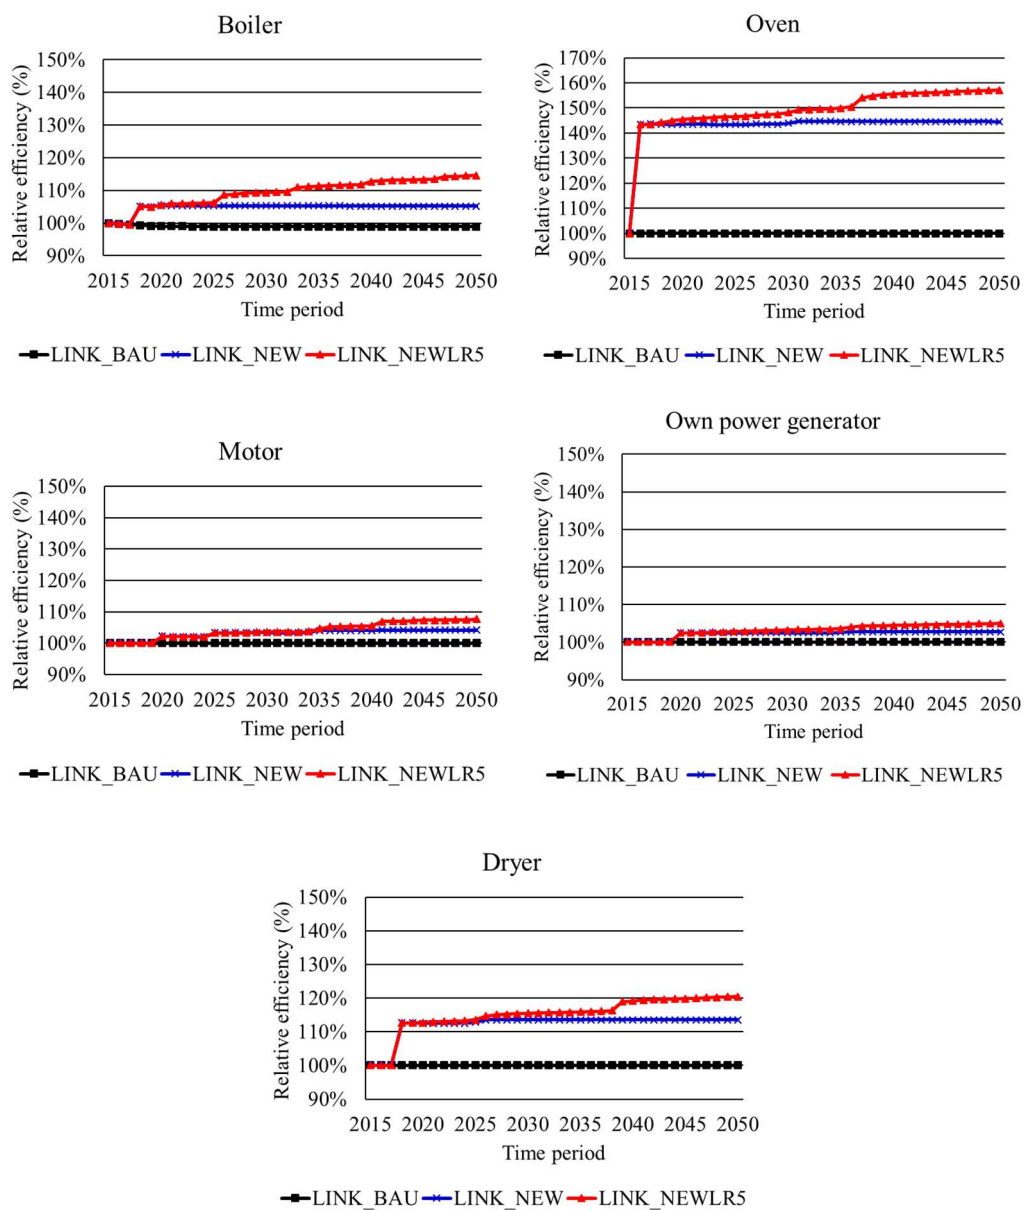 Boiler
Relative efficiency (%)
150%
140%
130%
120%
110%
100%
90%
2015 2020 2025 2030 2035 2040 2045 2050
Time period
LINK_BAU LINK_NEW LINK_NEWLR5
Oven
Relative efficiency (%)
170%
160%
150%
140%
130%
120%
110%
100%
90%
2015 2020 2025 2030 2035 2040 2045 2050
Time period
LINK_BAU LINK_NEW LINK_NEWLR5
Motor
Relative efficiency (%)
150%
140%
130%
120%
110%
100%
90%
2015 2020 2025 2030 2035 2040 2045 2050
Time period
LINK_BAU LINK_NEW LINK_NEWLR5
Own power generator
Relative efficiency (%)
150%
140%
130%
120%
110%
100%
90%
2015 2020 2025 2030 2035 2040 2045 2050
Time period
LINK_BAU LINK_NEW LINK_NEWLR5
Dryer
Relative efficiency (%)
150%
140%
130%
120%
110%
100%
90%
2015 2020 2025 2030 2035 2040 2045 2050
Time period
LINK_BAU LINK_NEW LINK_NEWLR5